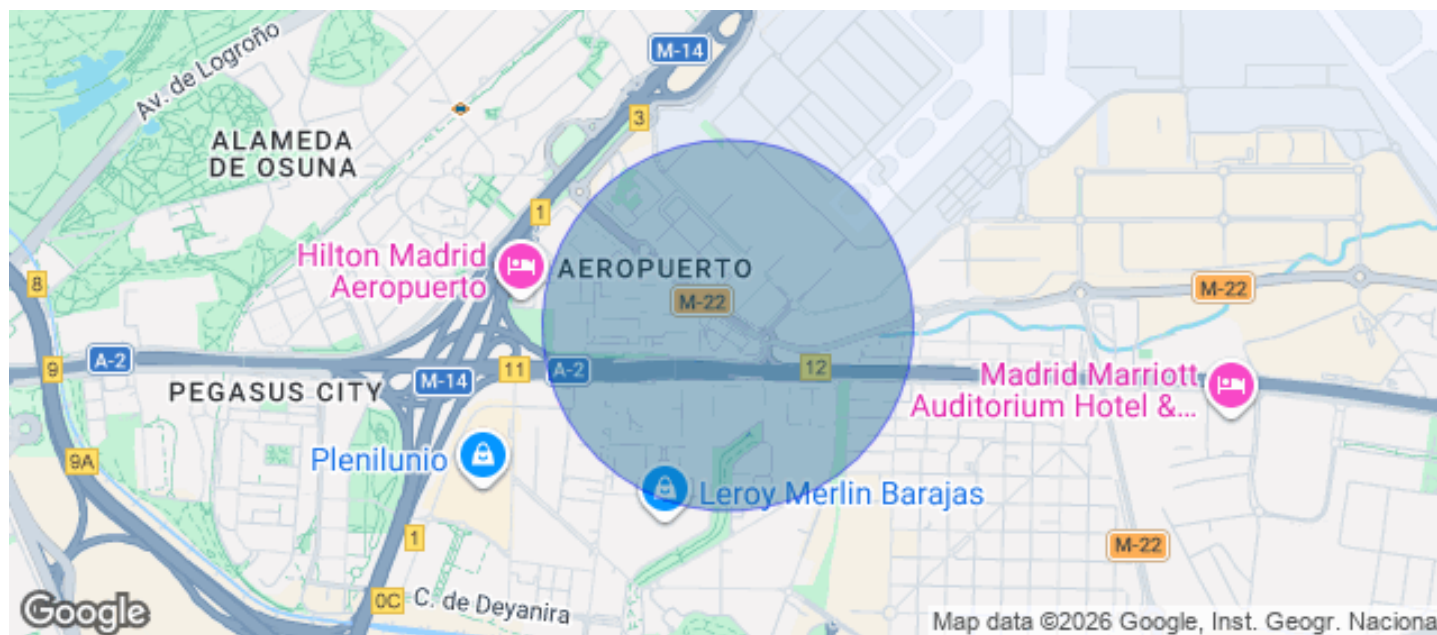 M-14
Av. de Logroño
3
ALAMEDA
DE OSUNA
1
Hilton Madrid
Aeropuerto
AEROPUERTO
8
M-22
M-22
A-2
9
11
A-2
12
M-14
PEGASUS CITY
Madrid Marriott
Auditorium Hotel &...
Plenilunio
9A
Leroy Merlin Barajas
1
M-22
0C
C. de Deyanira
Google
Map data ©2026 Google, Inst. Geogr. Naciona